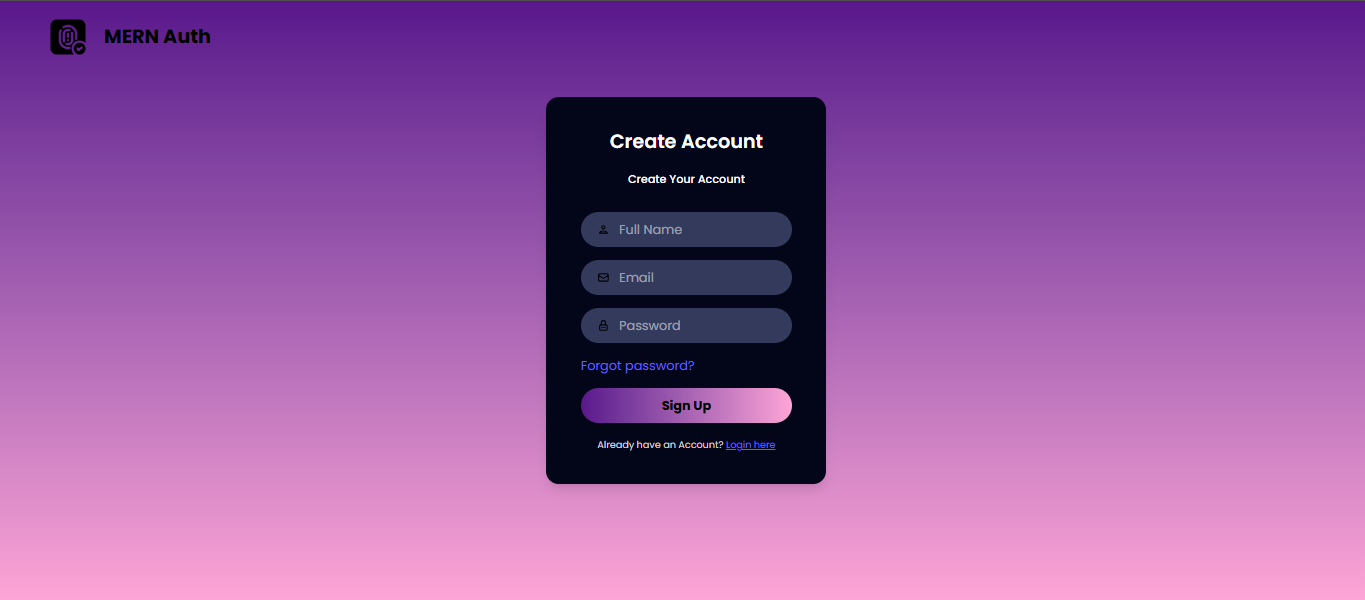 MERN Auth
Create Account
Create Your Account
Full Name
Email
Password
Forgot password?
Sign Up
Already have an Account? Login here